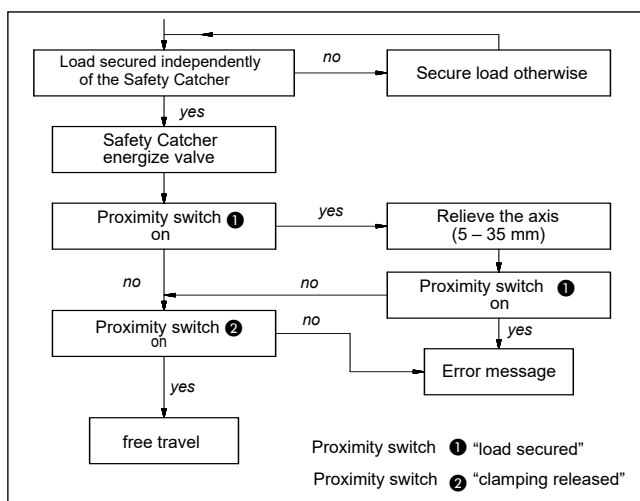 Load secured independently
of the Safety Catcher
no
Secure load otherwise
yes
Safety Catcher
energize valve
Proximity switch ❶
on
yes
Relieve the axis
(5 – 35 mm)
no
no
Proximity switch ❶
on
Proximity switch ❷
on
no
yes
Error message
yes
free travel
Proximity switch ❶ “load secured”
Proximity switch ❷ “clamping released”